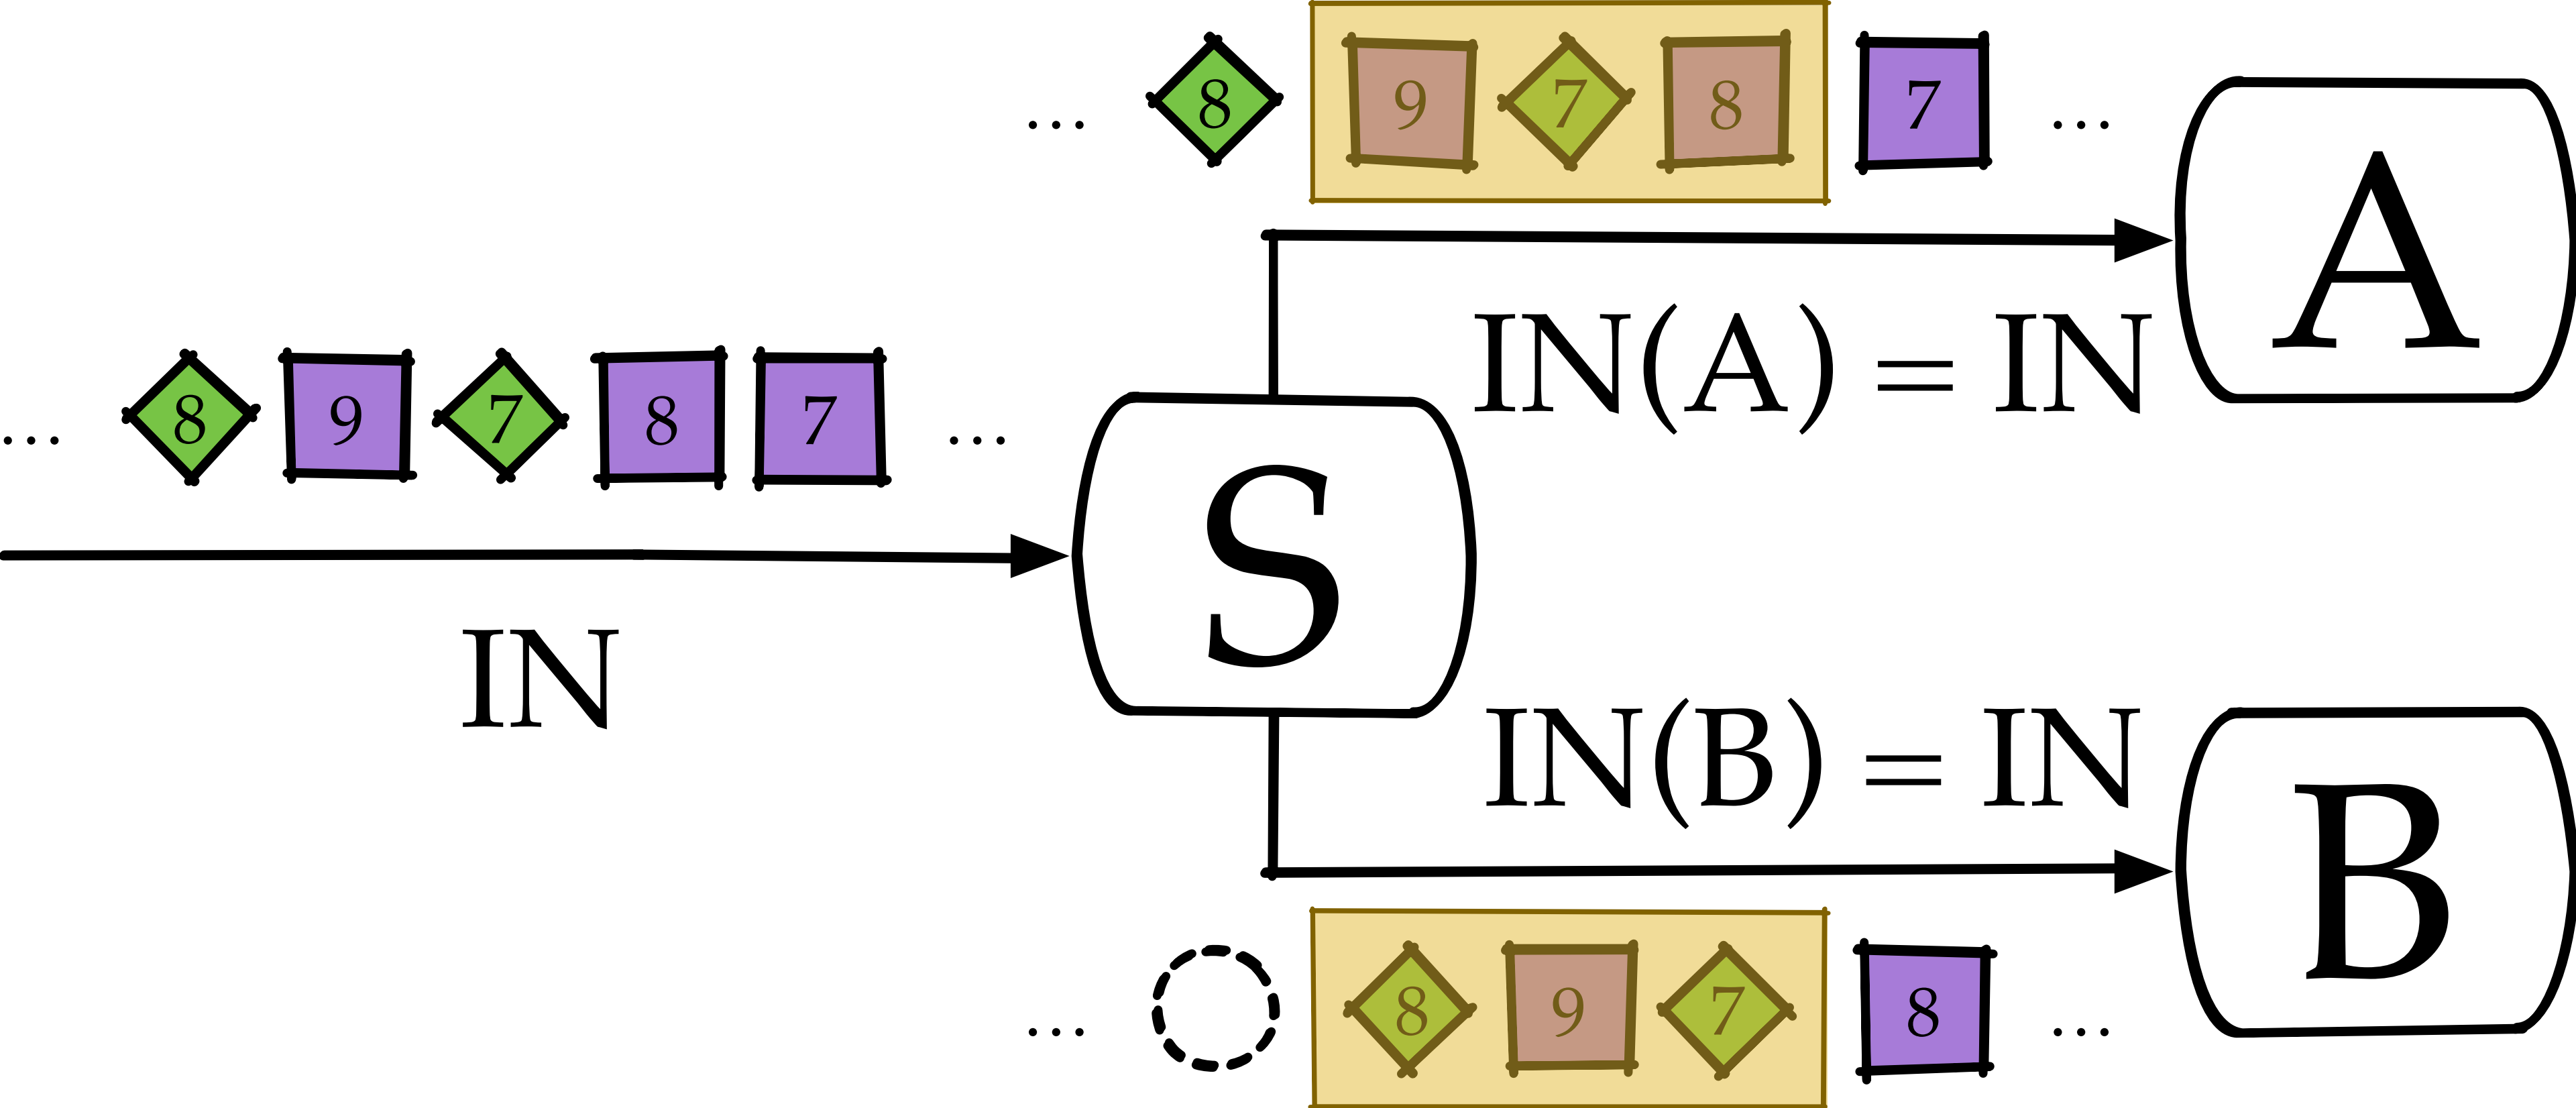 ... 8 9 7 8 7 ...
A
IN(A) = IN
... 8 9 7 8 7 ...
S
IN
IN(B) = IN
B
... 8 9 7 8 ...